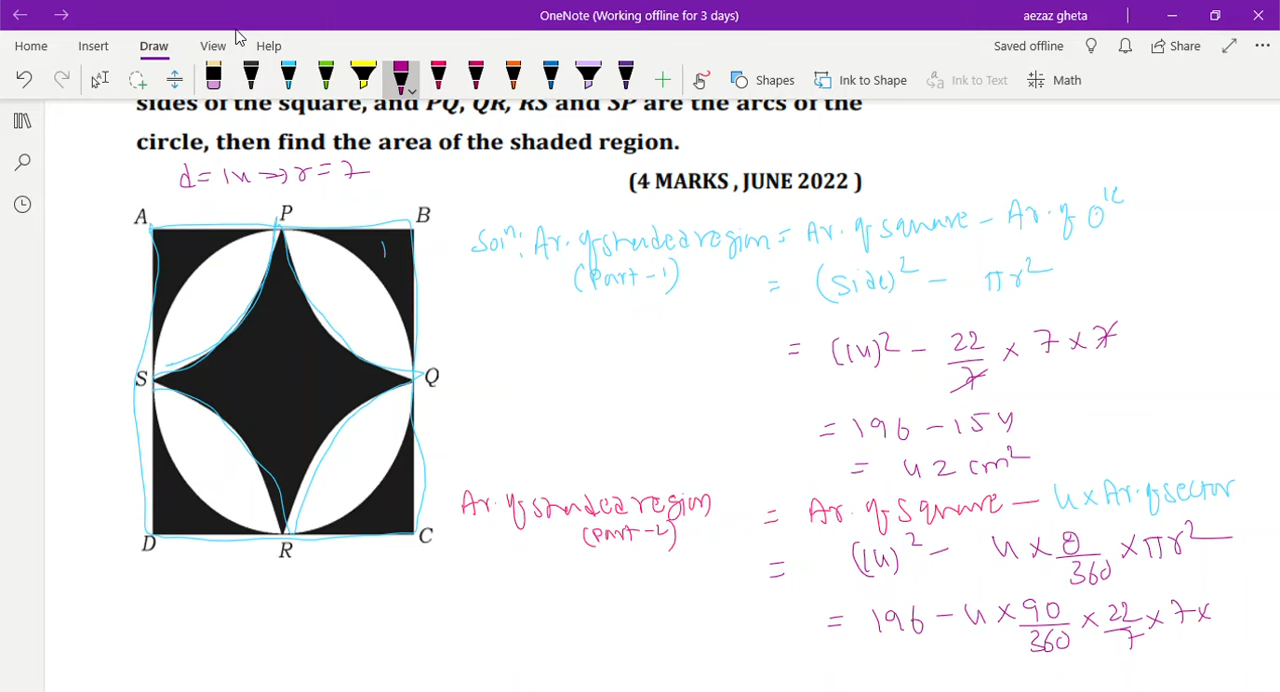 OneNote (Working offline for 3 days)
aezaz gheta
Home Insert Draw View Help
Saved offline Share
Shapes Ink to Shape Ink to Text Math
sides of the square, and PQ, QR, RS and SP are the arcs of the
circle, then find the area of the shaded region.
d = 14 => r = 7
(4 MARKS , JUNE 2022 )
A P B
Soln: Ar. of shaded region = Ar. of square - Ar. of O^le
(Part-1)
= (side)² - πr²
= (14)² - 22/7 × 7 × 7
S Q
= 196 - 154
= 42 cm²
Ar. of shaded region = Ar. of Square - 4 × Ar. of sector
(part-2)
D R C
= (14)² - 4 × θ/360 × πr²
= 196 - 4 × 90/360 × 22/7 × 7 ×